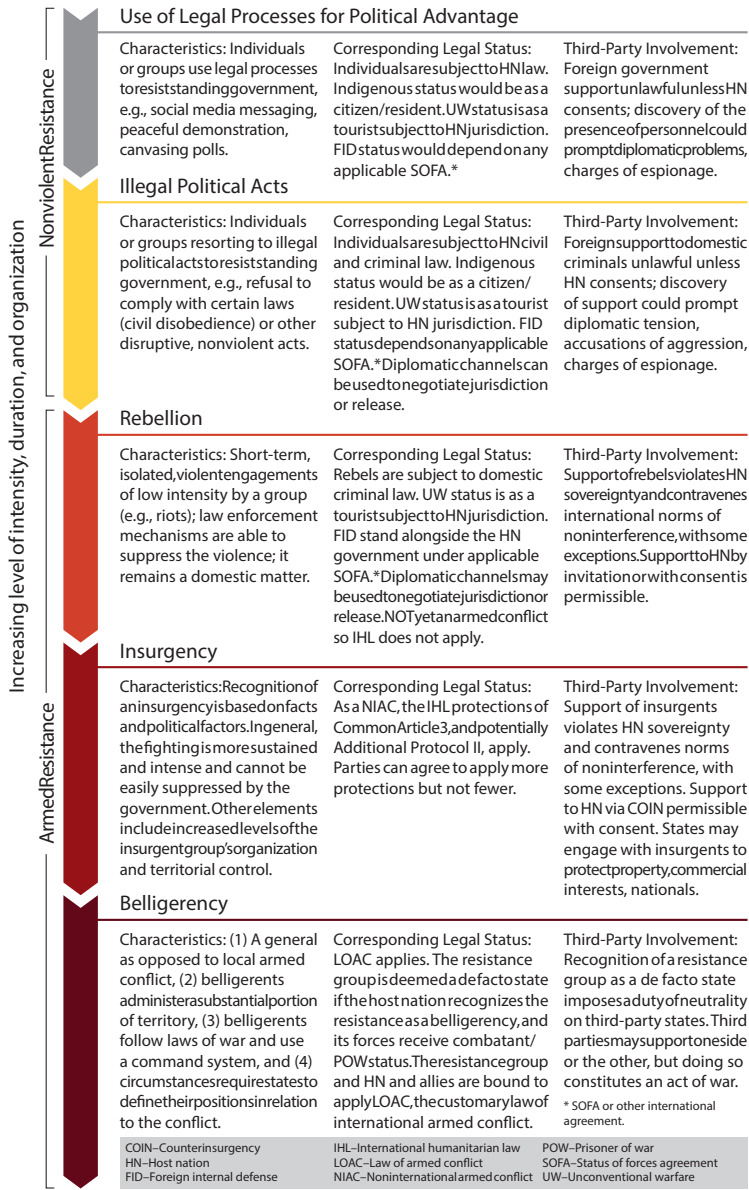 Increasing level of intensity, duration, and organization
Nonviolent Resistance
Use of Legal Processes for Political Advantage
Characteristics: Individuals
or groups use legal processes
to resist standing government,
e.g., social media messaging,
peaceful demonstration,
canvasing polls.
Corresponding Legal Status:
Individuals are subject to HN law.
Indigenous status would be as a
citizen/resident. UW status is as a
tourist subject to HN jurisdiction.
FID status would depend on any
applicable SOFA.*
Third-Party Involvement:
Foreign government
support unlawful unless HN
consents; discovery of the
presence of personnel could
prompt diplomatic problems,
charges of espionage.
Illegal Political Acts
Characteristics: Individuals
or groups resorting to illegal
political acts to resist standing
government, e.g., refusal to
comply with certain laws
(civil disobedience) or other
disruptive, nonviolent acts.
Corresponding Legal Status:
Individuals are subject to HN civil
and criminal law. Indigenous
status would be as a citizen/
resident. UW status is as a tourist
subject to HN jurisdiction. FID
status depends on any applicable
SOFA.* Diplomatic channels can
be used to negotiate jurisdiction
or release.
Third-Party Involvement:
Foreign support to domestic
criminals unlawful unless
HN consents; discovery
of support could prompt
diplomatic tension,
accusations of aggression,
charges of espionage.
Armed Resistance
Rebellion
Characteristics: Short-term,
isolated, violent engagements
of low intensity by a group
(e.g., riots); law enforcement
mechanisms are able to
suppress the violence; it
remains a domestic matter.
Corresponding Legal Status:
Rebels are subject to domestic
criminal law. UW status is as a
tourist subject to HN jurisdiction.
FID stand alongside the HN
government under applicable
SOFA.* Diplomatic channels may
be used to negotiate jurisdiction or
release. NOT yet an armed conflict
so IHL does not apply.
Third-Party Involvement:
Support of rebels violates HN
sovereignty and contravenes
international norms of
noninterference, with some
exceptions. Support to HN by
invitation or with consent is
permissible.
Insurgency
Characteristics: Recognition of
an insurgency is based on facts
and political factors. In general,
the fighting is more sustained
and intense and cannot be
easily suppressed by the
government. Other elements
include increased levels of the
insurgent group's organization
and territorial control.
Corresponding Legal Status:
As a NIAC, the IHL protections of
Common Article 3, and potentially
Additional Protocol II, apply.
Parties can agree to apply more
protections but not fewer.
Third-Party Involvement:
Support of insurgents
violates HN sovereignty
and contravenes norms
of noninterference, with
some exceptions. Support
to HN via COIN permissible
with consent. States may
engage with insurgents to
protect property, commercial
interests, nationals.
Belligerency
Characteristics: (1) A general
as opposed to local armed
conflict, (2) belligerents
administer a substantial portion
of territory, (3) belligerents
follow laws of war and use
a command system, and (4)
circumstances require states to
define their positions in relation
to the conflict.
Corresponding Legal Status:
LOAC applies. The resistance
group is deemed a de facto state
if the host nation recognizes the
resistance as a belligerency, and
its forces receive combatant/
POW status. The resistance group
and HN and allies are bound to
apply LOAC, the customary law of
international armed conflict.
Third-Party Involvement:
Recognition of a resistance
group as a de facto state
imposes a duty of neutrality
on third-party states. Third
parties may support one side
or the other, but doing so
constitutes an act of war.
* SOFA or other international
agreement.
COIN–Counterinsurgency
HN–Host nation
FID–Foreign internal defense
IHL–International humanitarian law
LOAC–Law of armed conflict
NIAC–Noninternational armed conflict
POW–Prisoner of war
SOFA–Status of forces agreement
UW–Unconventional warfare